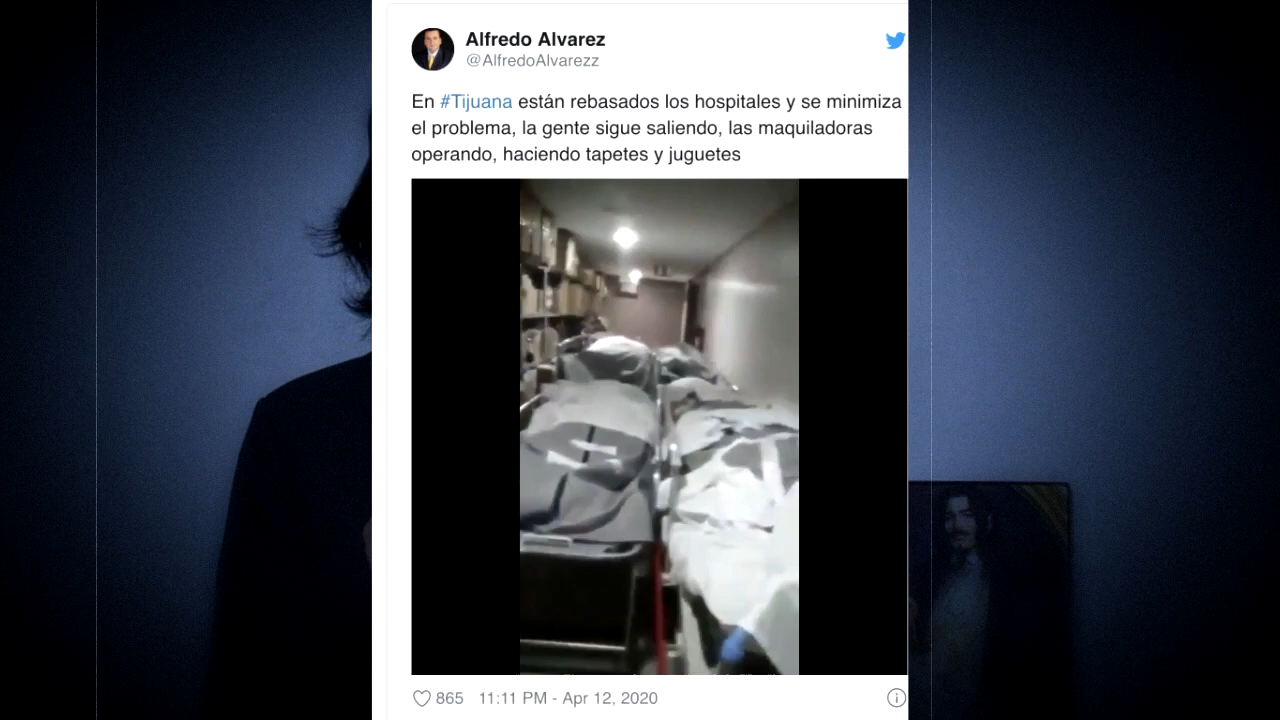 Alfredo Alvarez
@AlfredoAlvarezz
En #Tijuana están rebasados los hospitales y se minimiza
el problema, la gente sigue saliendo, las maquiladoras
operando, haciendo tapetes y juguetes
865 11:11 PM - Apr 12, 2020